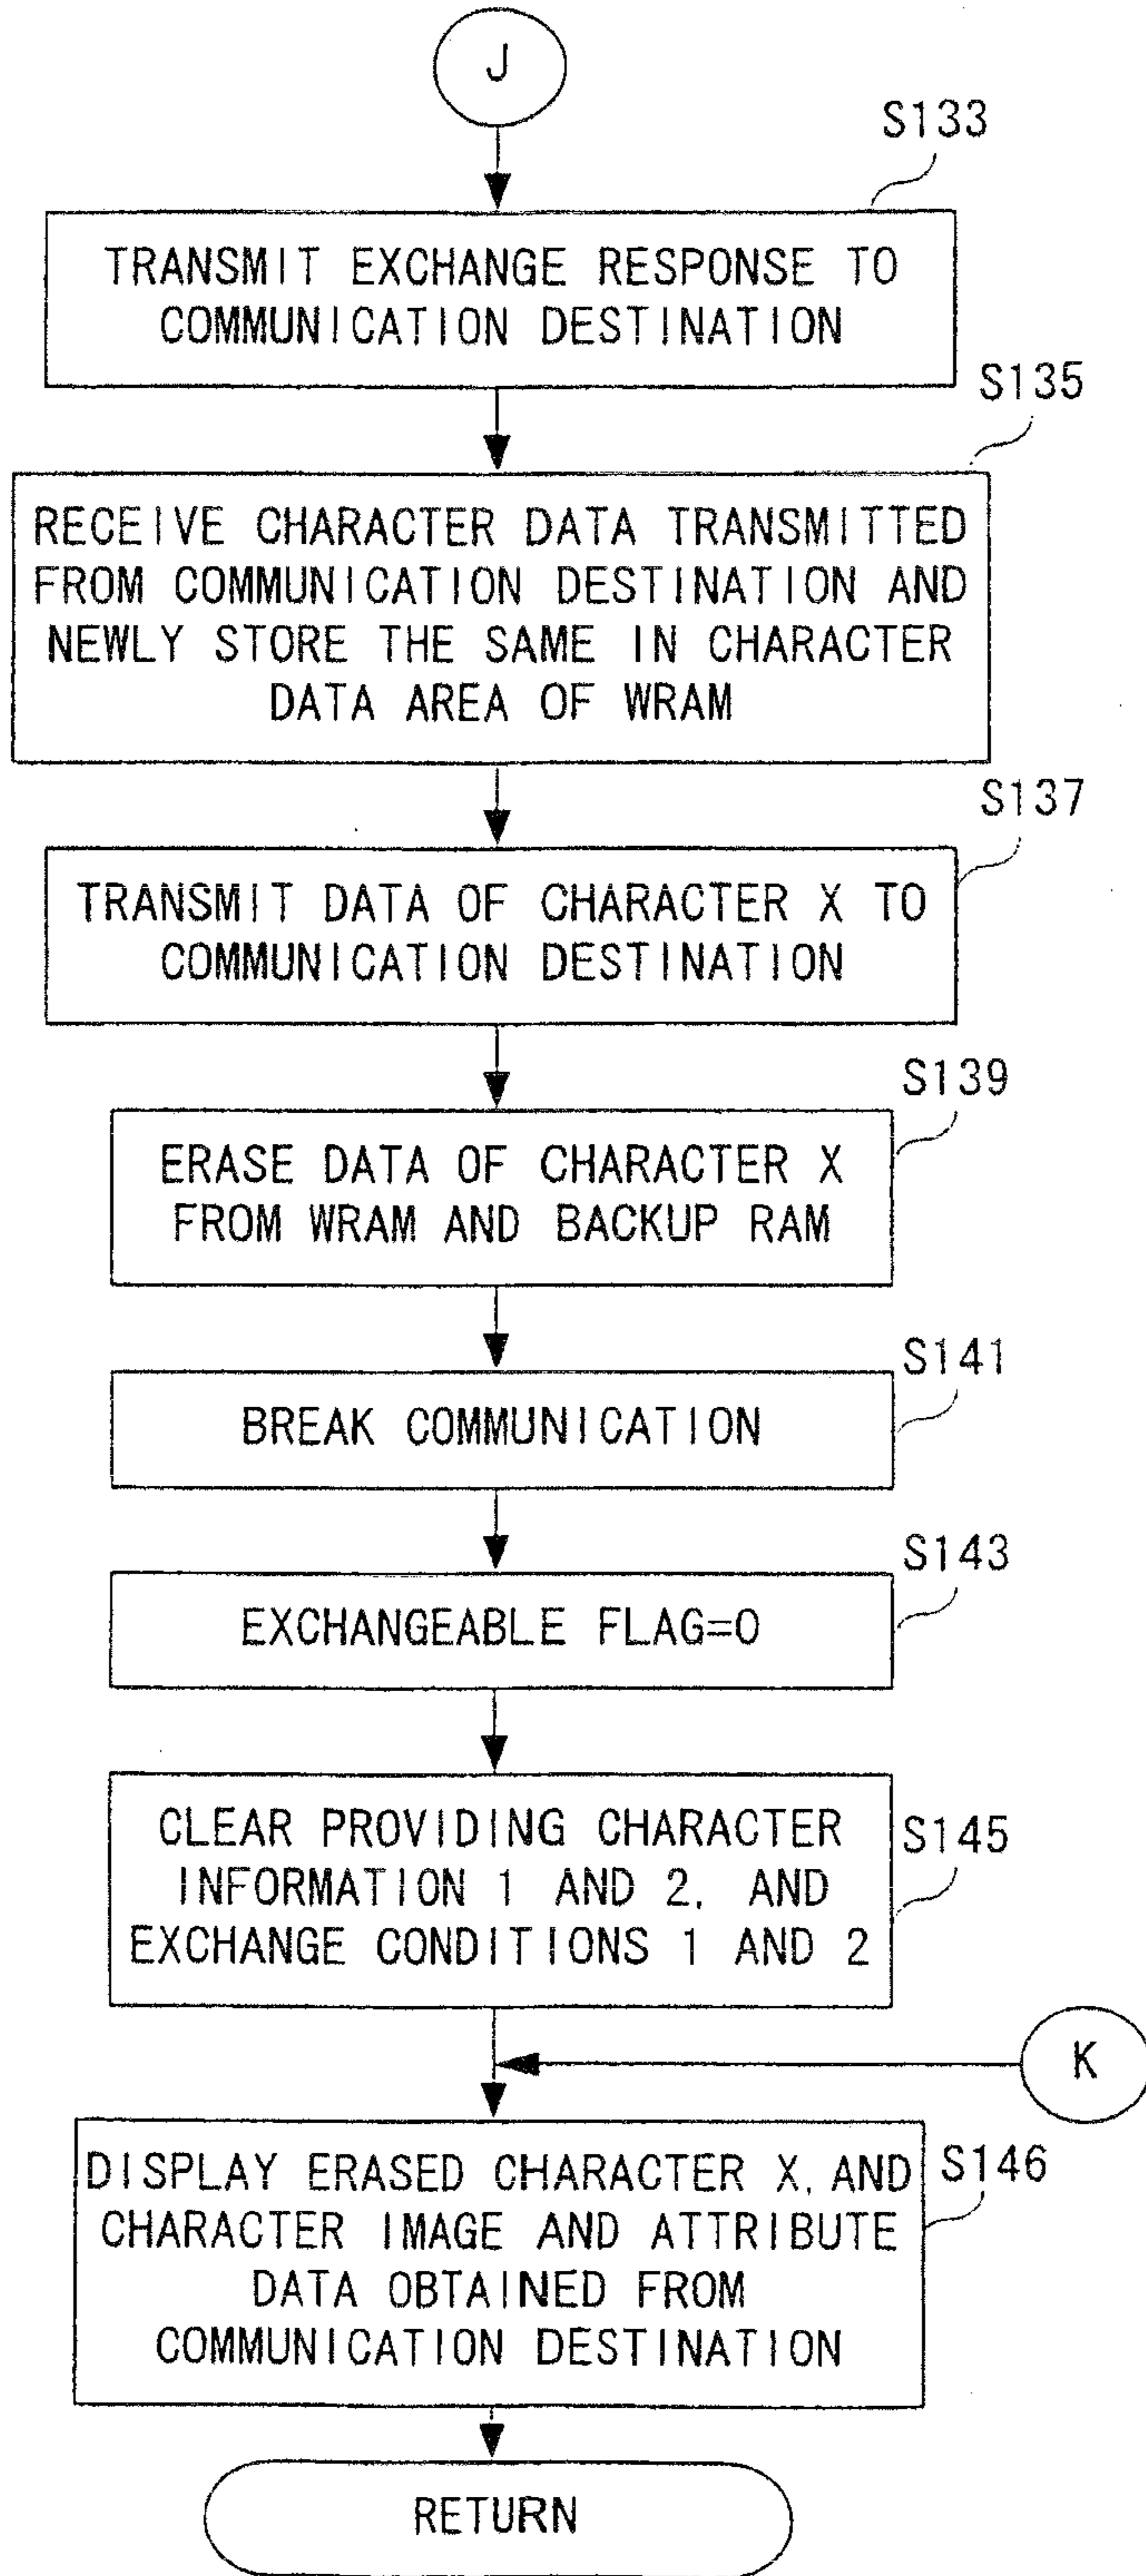 J
S133
TRANSMIT EXCHANGE RESPONSE TO
COMMUNICATION DESTINATION
S135
RECEIVE CHARACTER DATA TRANSMITTED
FROM COMMUNICATION DESTINATION AND
NEWLY STORE THE SAME IN CHARACTER
DATA AREA OF WRAM
S137
TRANSMIT DATA OF CHARACTER X TO
COMMUNICATION DESTINATION
S139
ERASE DATA OF CHARACTER X
FROM WRAM AND BACKUP RAM
S141
BREAK COMMUNICATION
S143
EXCHANGEABLE FLAG=0
S145
CLEAR PROVIDING CHARACTER
INFORMATION 1 AND 2, AND
EXCHANGE CONDITIONS 1 AND 2
K
S146
DISPLAY ERASED CHARACTER X, AND
CHARACTER IMAGE AND ATTRIBUTE
DATA OBTAINED FROM
COMMUNICATION DESTINATION
RETURN